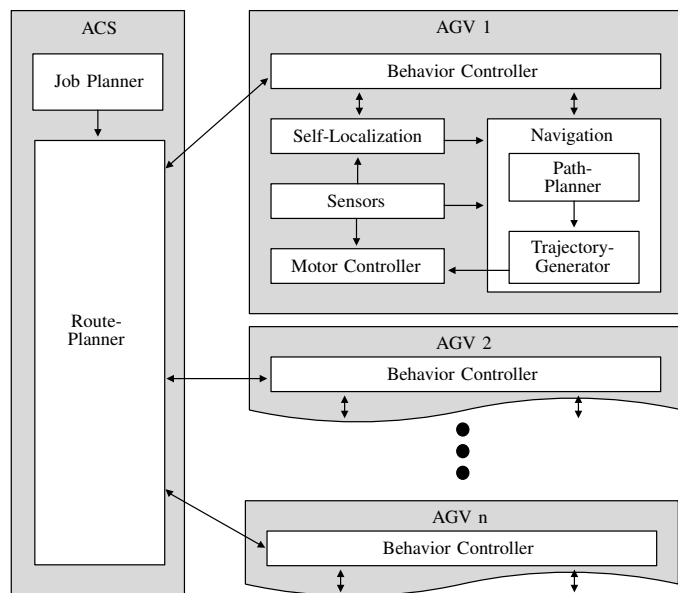 ACS
Job Planner
Route-
Planner
AGV 1
Behavior Controller
Self-Localization
Navigation
Path-
Planner
Sensors
Trajectory-
Generator
Motor Controller
AGV 2
Behavior Controller
AGV n
Behavior Controller